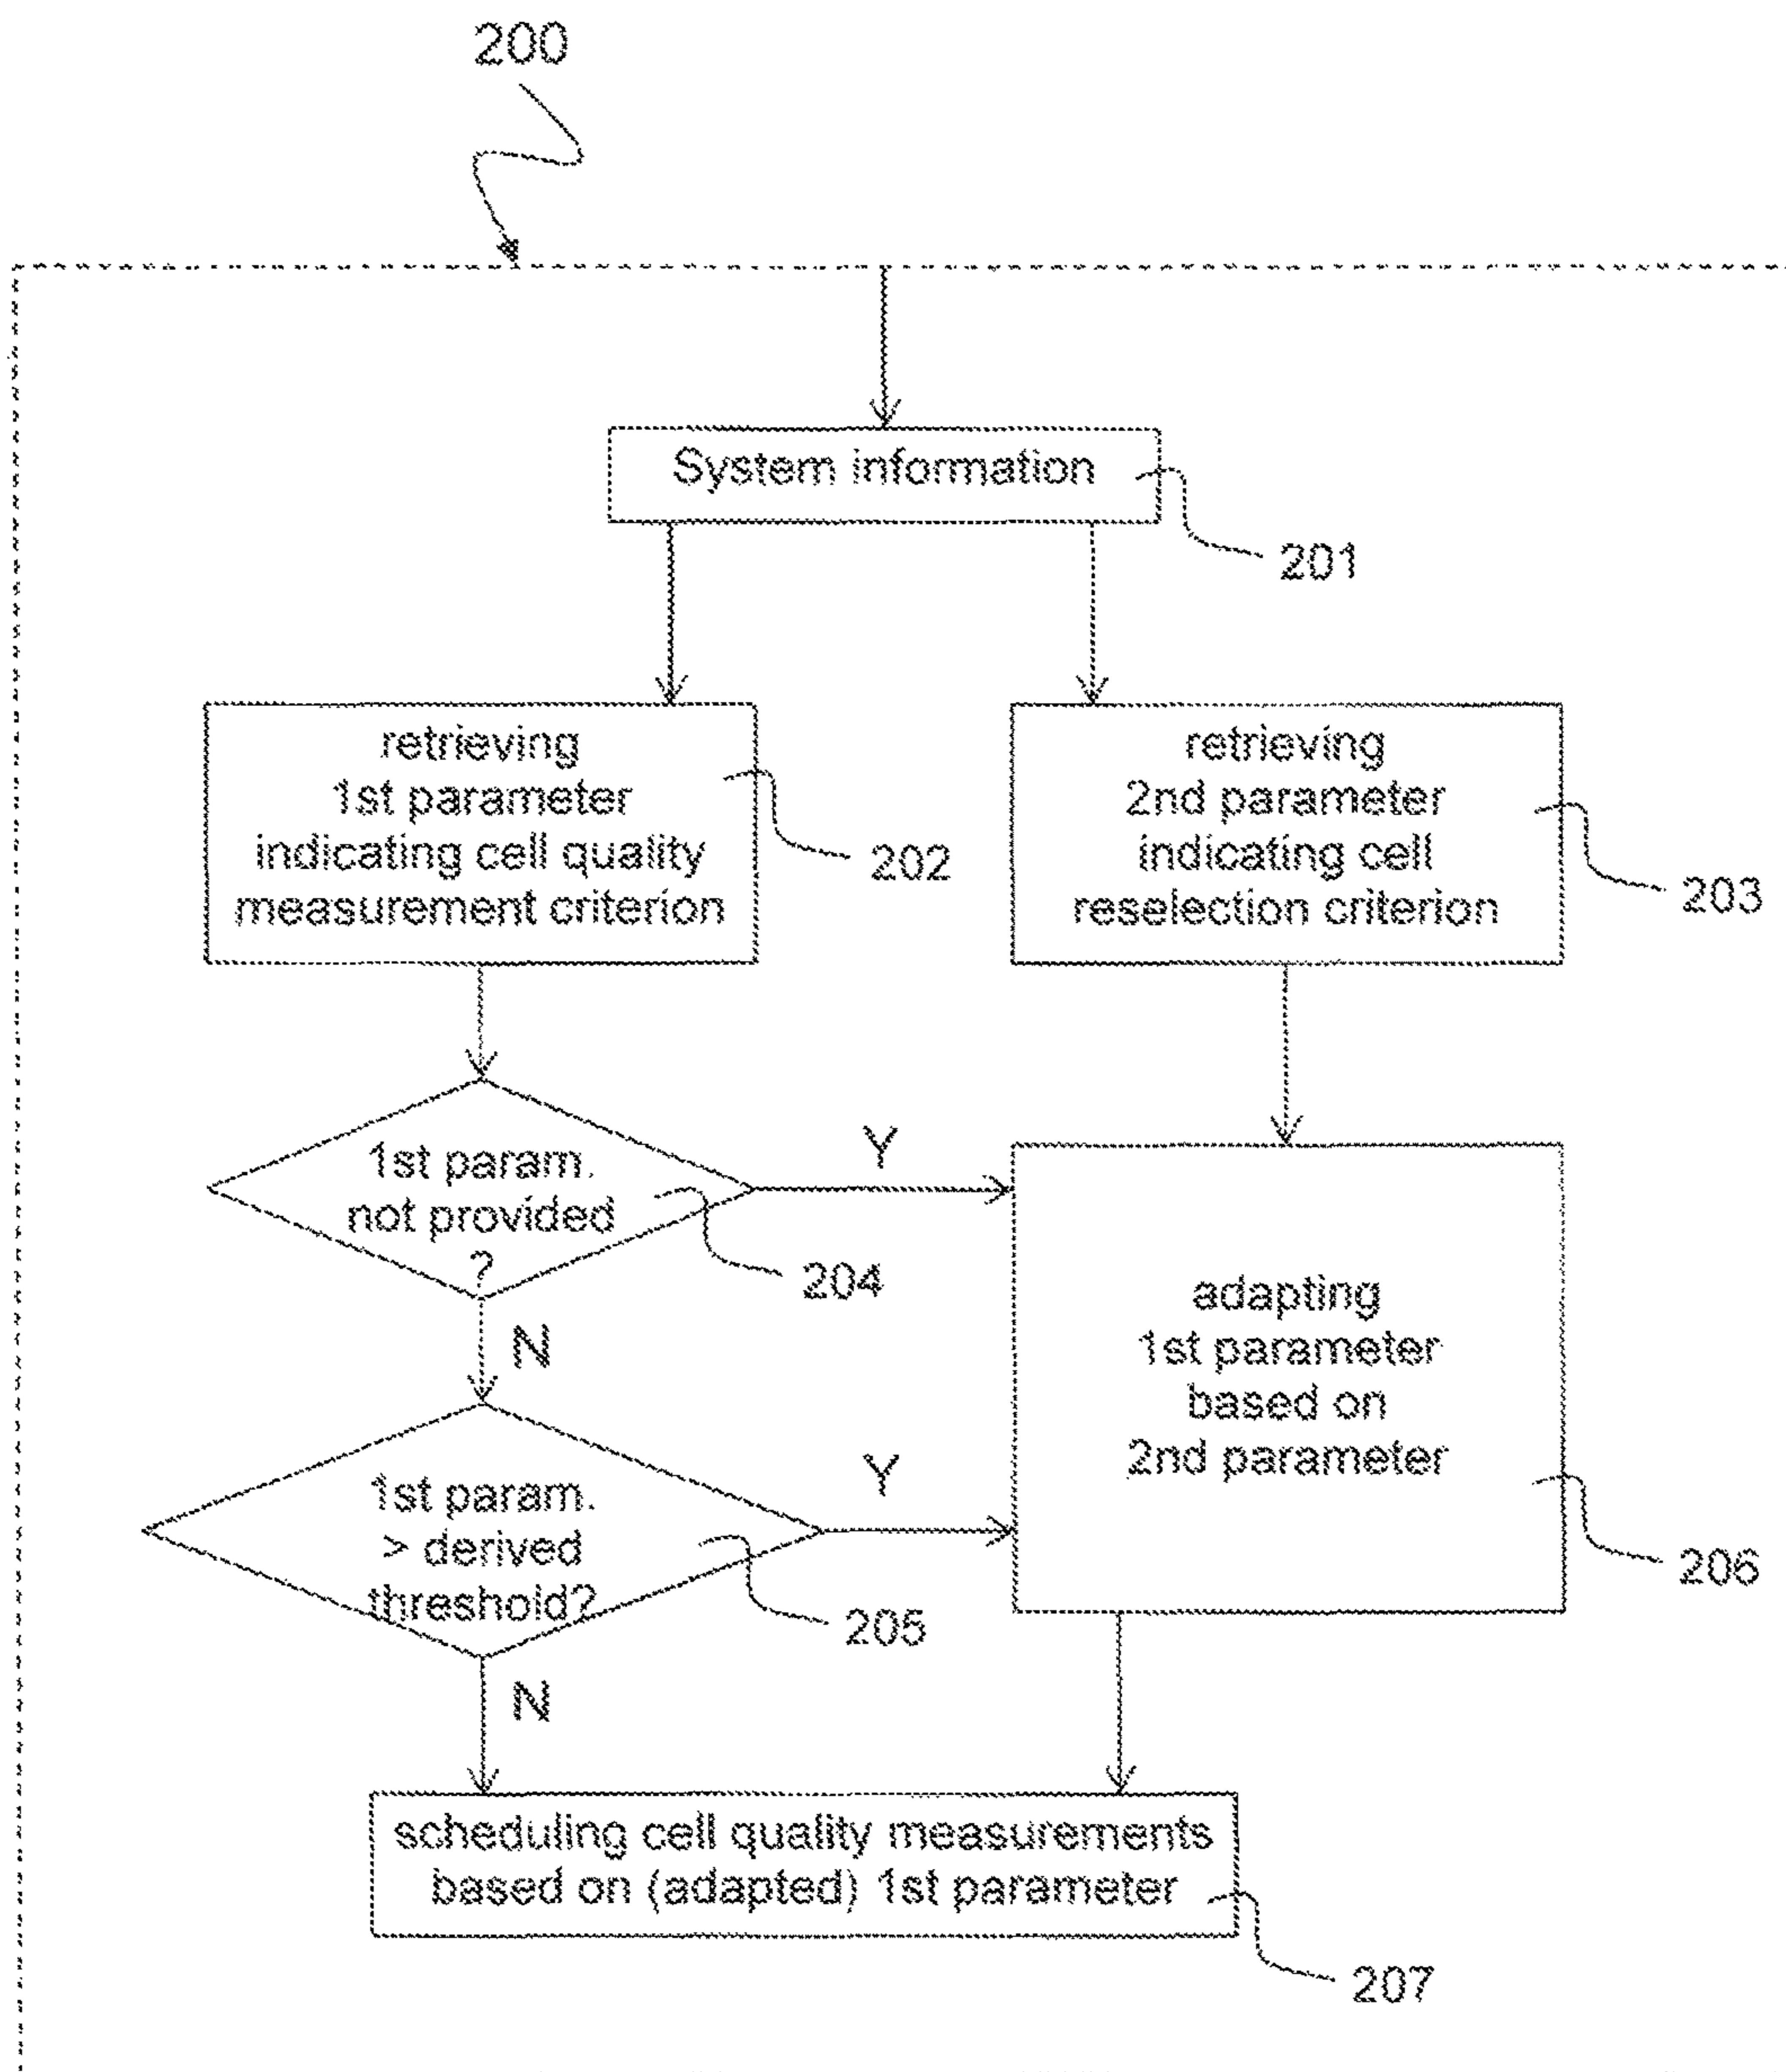 200
System information
201
retrieving
1st parameter
indicating cell quality
measurement criterion
202
retrieving
2nd parameter
indicating cell
reselection criterion
203
1st param.
not provided
?
204
Y
N
adapting
1st parameter
based on
2nd parameter
206
1st param.
> derived
threshold?
205
Y
N
scheduling cell quality measurements
based on (adapted) 1st parameter
207